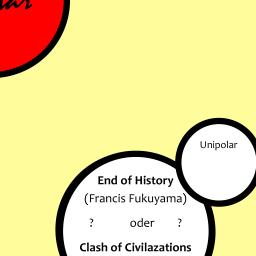 Unipolar
End of History
(Francis Fukuyama)
? oder ?
Clash of Civilazations